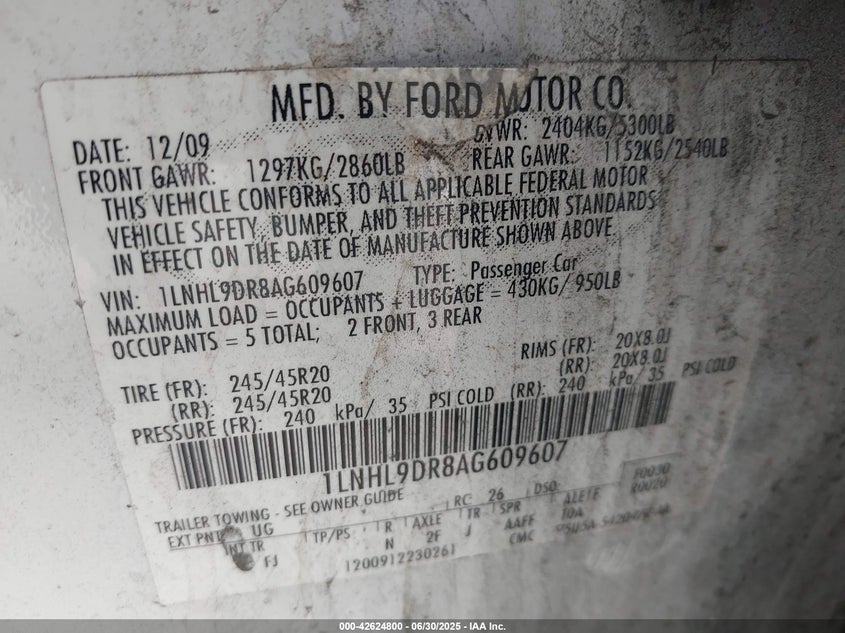 MFD. BY FORD MOTOR CO.
DATE: 12/09 GVWR: 2404KG/5300LB
FRONT GAWR: 1297KG/2860LB REAR GAWR: 1152KG/2540LB
THIS VEHICLE CONFORMS TO ALL APPLICABLE FEDERAL MOTOR
VEHICLE SAFETY, BUMPER, AND THEFT PREVENTION STANDARDS
IN EFFECT ON THE DATE OF MANUFACTURE SHOWN ABOVE.
VIN: 1LNHL9DR8AG609607 TYPE: Passenger Car
MAXIMUM LOAD = OCCUPANTS + LUGGAGE = 430KG/ 950LB
OCCUPANTS = 5 TOTAL; 2 FRONT, 3 REAR
TIRE (FR): 245/45R20 RIMS (FR): 20X8.0J
(RR): 245/45R20 (RR): 20X8.0J
PRESSURE (FR): 240 kPa/ 35 PSI COLD (RR): 240 kPa/ 35 PSI COLD
1LNHL9DR8AG609607
TRAILER TOWING - SEE OWNER GUIDE
EXT PNT: UG RC: 26 DSO: F0030 R0020
INT TR TP/PS R AXLE TR SPR
FJ N 2F J AAFF
CMC
1200912230261
000-42624800 - 06/30/2025 - IAA Inc.